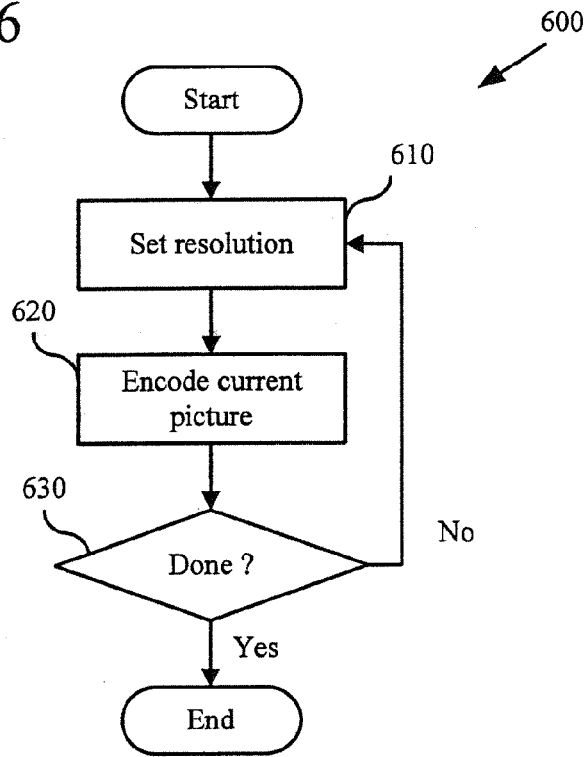 6
600
Start
610
Set resolution
620
Encode current
picture
630
Done ?
No
Yes
End